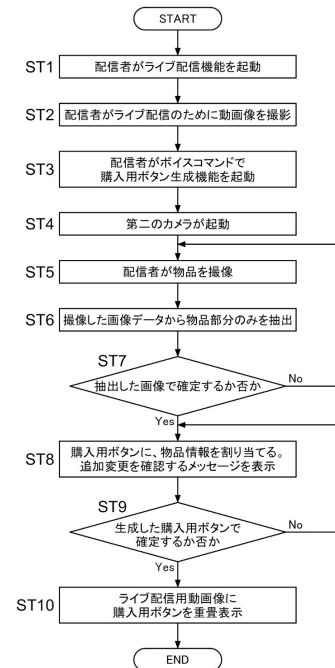 START
ST1
配信者がライブ配信機能を起動
ST2
配信者がライブ配信のために動画像を撮影
ST3
配信者がボイスコマンドで
購入用ボタン生成機能を起動
ST4
第二のカメラが起動
ST5
配信者が物品を撮像
ST6
撮像した画像データから物品部分のみを抽出
ST7
抽出した画像で確定するか否か
No
Yes
ST8
購入用ボタンに、物品情報を割り当てる。
追加変更を確認するメッセージを表示
ST9
生成した購入用ボタンで
確定するか否か
No
Yes
ST10
ライブ配信用動画像に
購入用ボタンを重畳表示
END